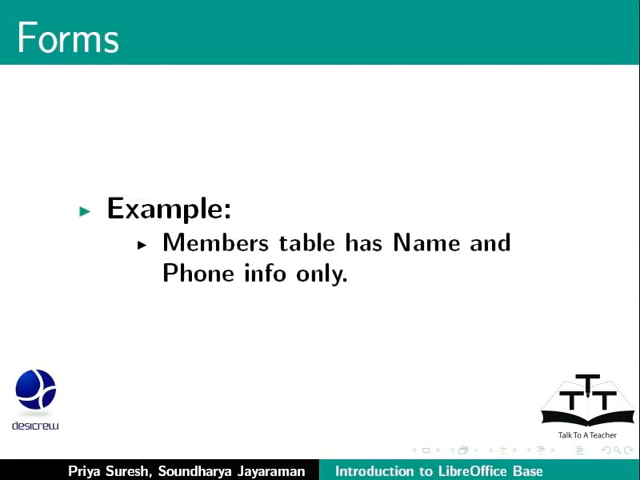 Forms
Example:
Members table has Name and
Phone info only.
desicrew
TTT
Talk To A Teacher
Priya Suresh, Soundharya Jayaraman
Introduction to LibreOffice Base